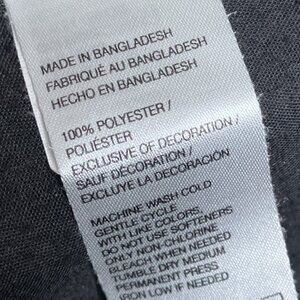 MADE IN BANGLADESH
FABRIQUÉ AU BANGLADESH
HECHO EN BANGLADESH
100% POLYESTER /
POLIÉSTER
EXCLUSIVE OF DECORATION /
SAUF DÉCORATION /
EXCLUYE LA DECORACIÓN
MACHINE WASH COLD
GENTLE CYCLE
WITH LIKE COLORS
DO NOT USE SOFTENERS
ONLY NON-CHLORINE
BLEACH WHEN NEEDED
TUMBLE DRY MEDIUM
PERMANENT PRESS
IRON LOW IF NEEDED